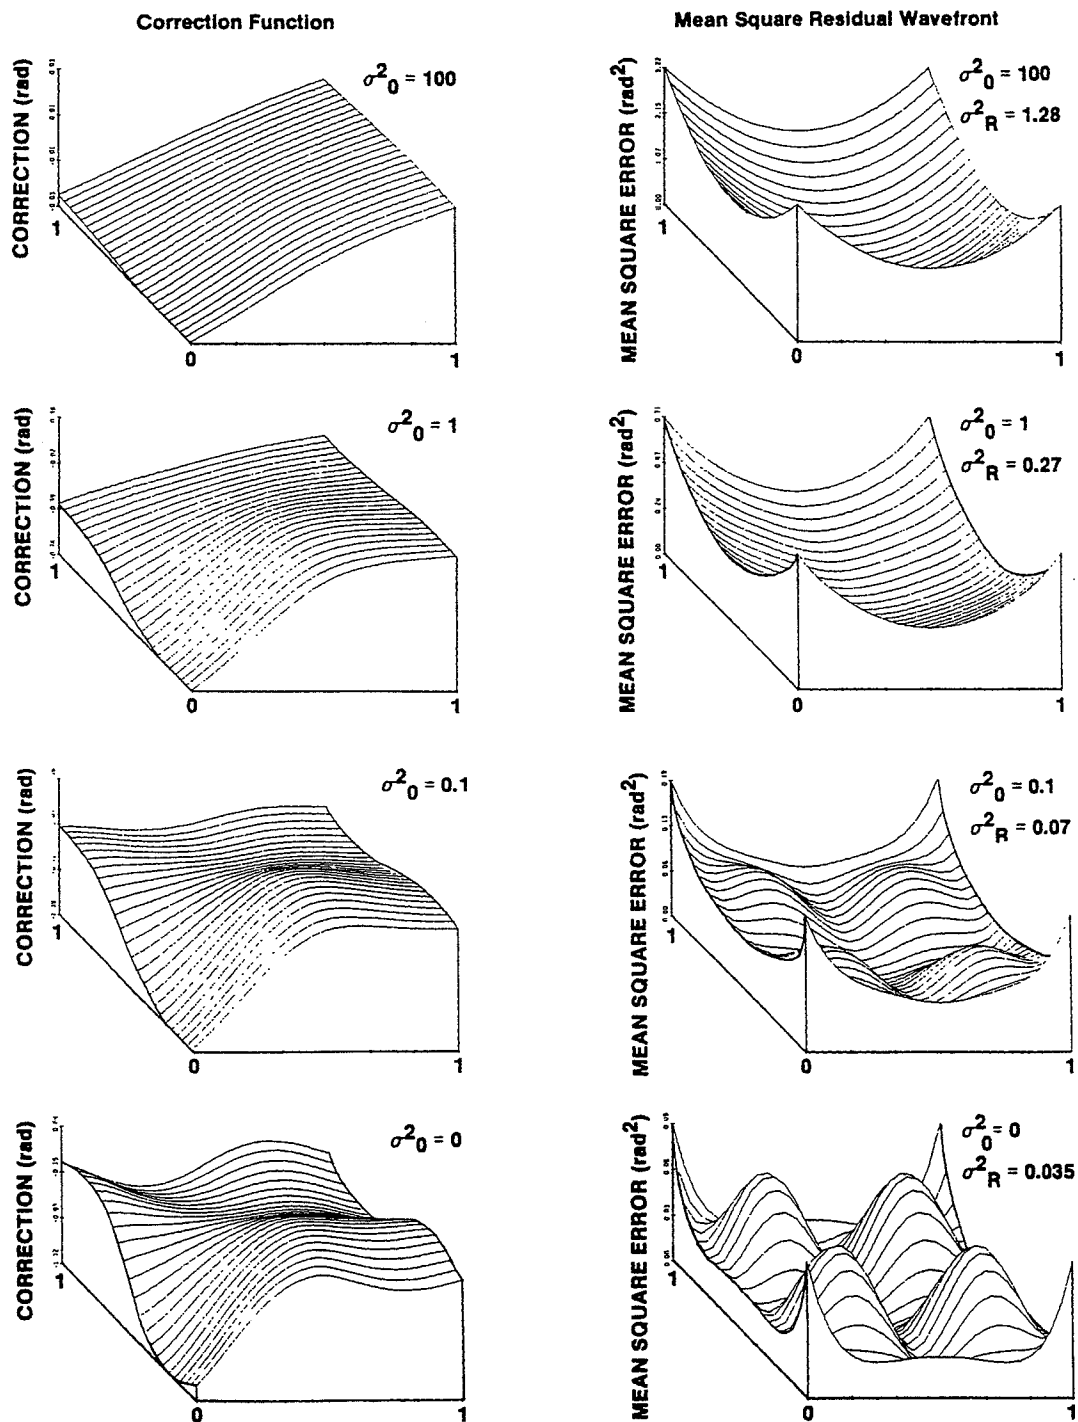 Correction Function
Mean Square Residual Wavefront
CORRECTION (rad)
σ²₀ = 100
1
0
1
MEAN SQUARE ERROR (rad²)
σ²₀ = 100
σ²R = 1.28
1
0
1
CORRECTION (rad)
σ²₀ = 1
1
0
1
MEAN SQUARE ERROR (rad²)
σ²₀ = 1
σ²R = 0.27
1
0
1
CORRECTION (rad)
σ²₀ = 0.1
1
0
1
MEAN SQUARE ERROR (rad²)
σ²₀ = 0.1
σ²R = 0.07
1
0
1
CORRECTION (rad)
σ²₀ = 0
1
0
1
MEAN SQUARE ERROR (rad²)
σ²₀ = 0
σ²R = 0.035
1
0
1